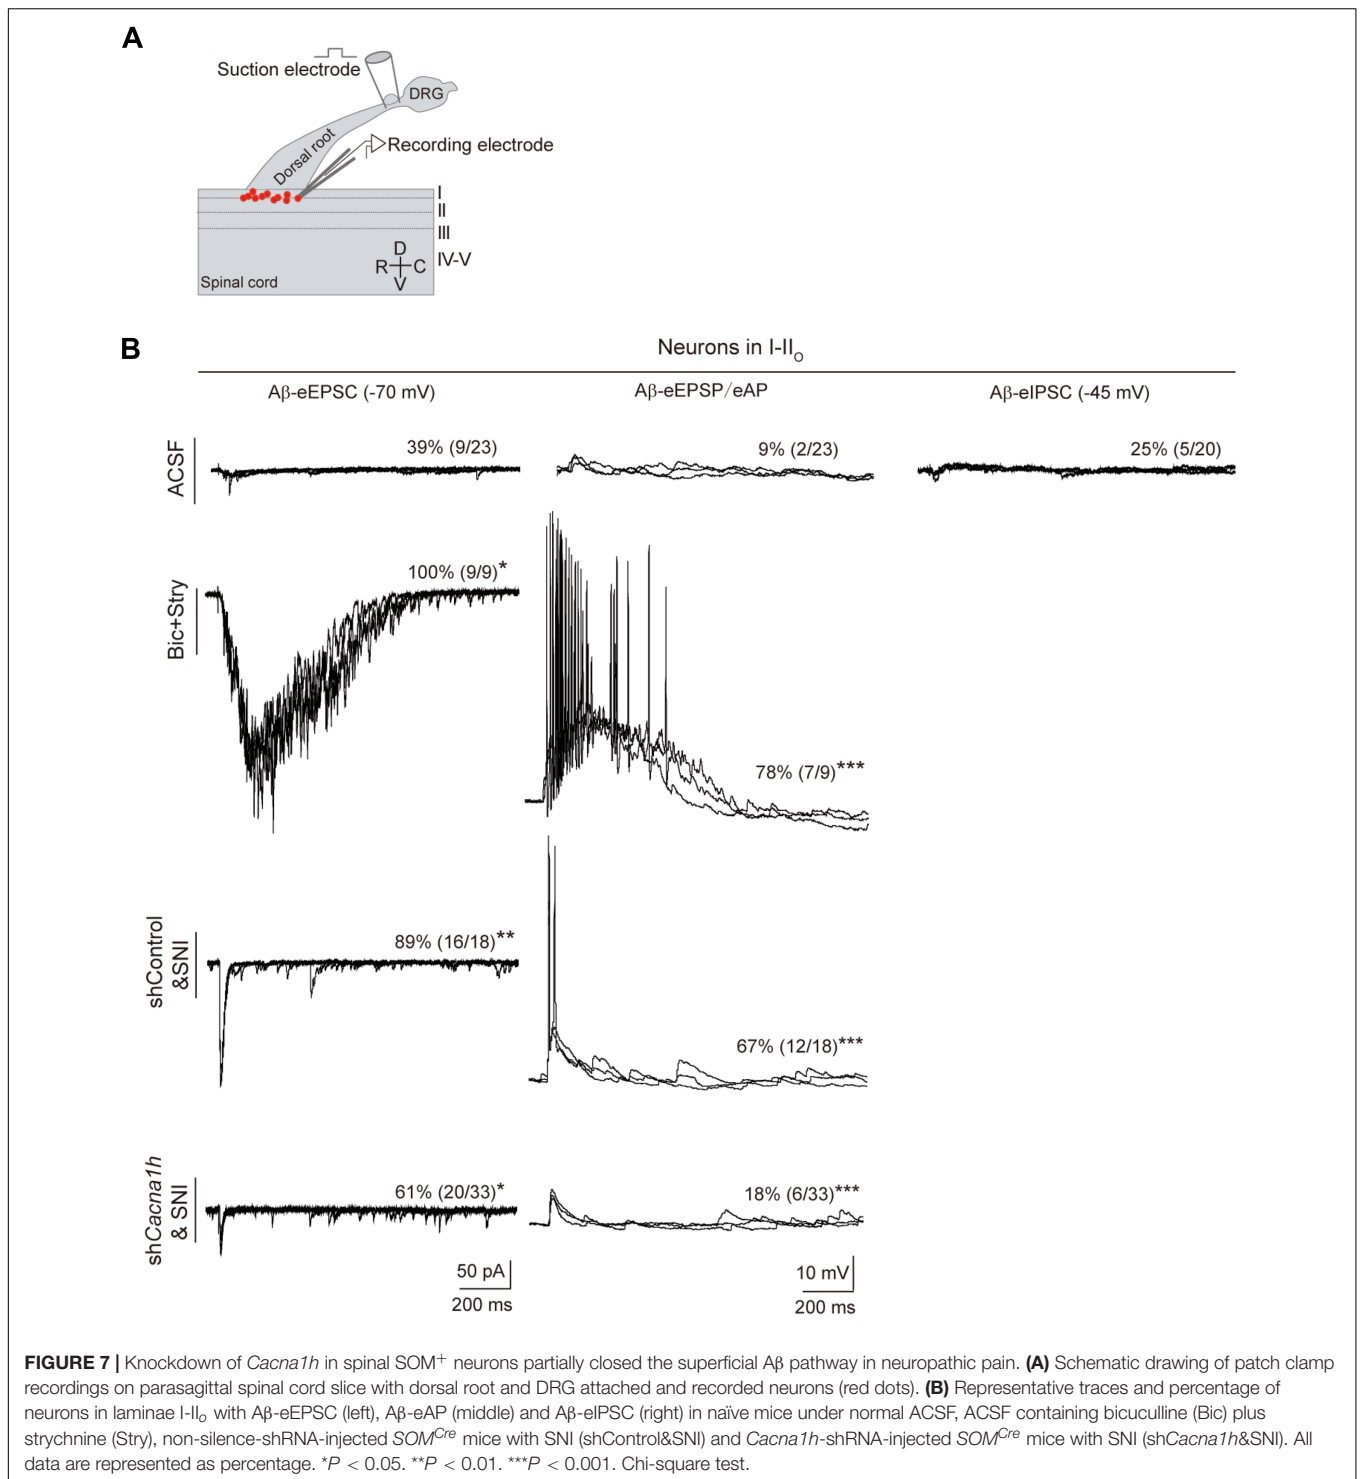 A
Suction electrode
DRG
Dorsal root
Recording electrode
I
II
III
IV-V
D
R C
V
Spinal cord
B
Neurons in I-IIO
Aβ-eEPSC (-70 mV) Aβ-eEPSP/eAP Aβ-eIPSC (-45 mV)
ACSF
39% (9/23) 9% (2/23) 25% (5/20)
Bic+Stry
100% (9/9)*
78% (7/9)***
shControl
&SNI
89% (16/18)**
67% (12/18)***
shCacna1h
& SNI
61% (20/33)* 18% (6/33)***
50 pA 10 mV
200 ms 200 ms
FIGURE 7 | Knockdown of Cacna1h in spinal SOM+ neurons partially closed the superficial Aβ pathway in neuropathic pain. (A) Schematic drawing of patch clamp
recordings on parasagittal spinal cord slice with dorsal root and DRG attached and recorded neurons (red dots). (B) Representative traces and percentage of
neurons in laminae I-IIo with Aβ-eEPSC (left), Aβ-eAP (middle) and Aβ-eIPSC (right) in naïve mice under normal ACSF, ACSF containing bicuculline (Bic) plus
strychnine (Stry), non-silence-shRNA-injected SOMCre mice with SNI (shControl&SNI) and Cacna1h-shRNA-injected SOMCre mice with SNI (shCacna1h&SNI). All
data are represented as percentage. *P < 0.05. **P < 0.01. ***P < 0.001. Chi-square test.